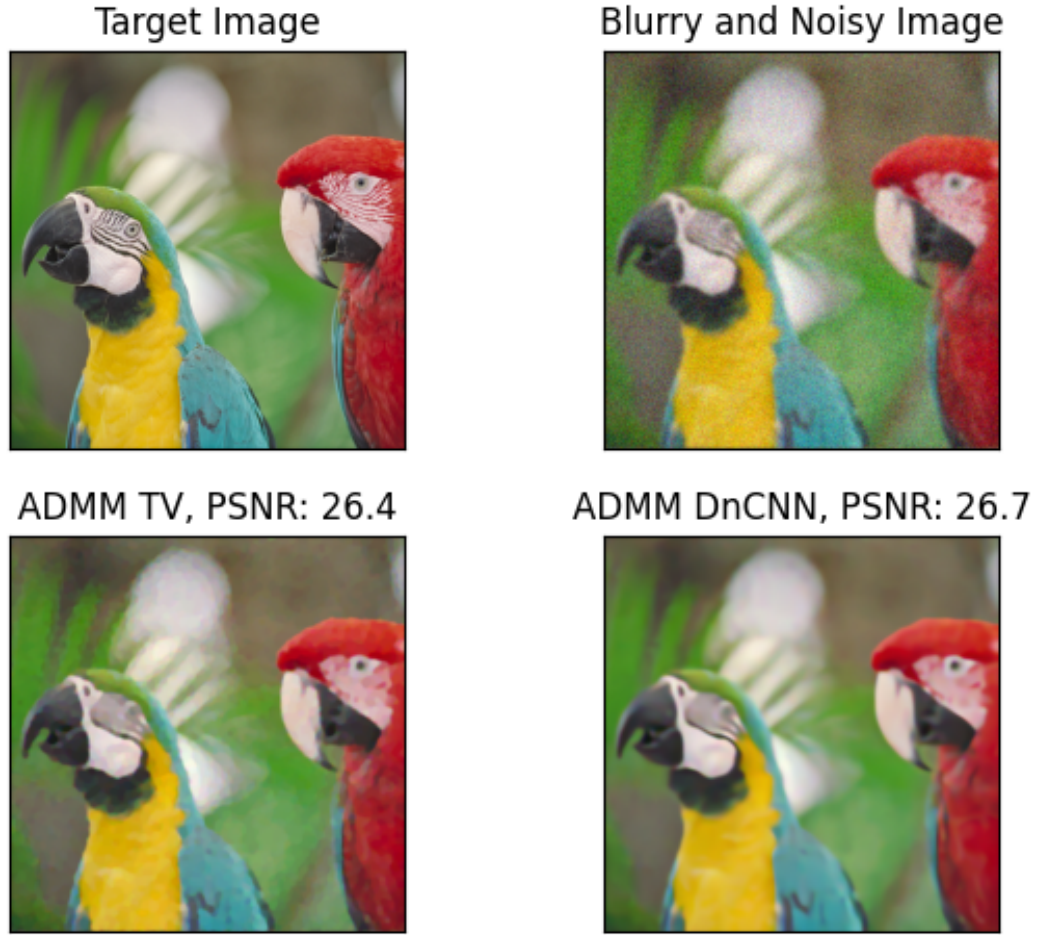 Target Image
Blurry and Noisy Image
ADMM TV, PSNR: 26.4
ADMM DnCNN, PSNR: 26.7